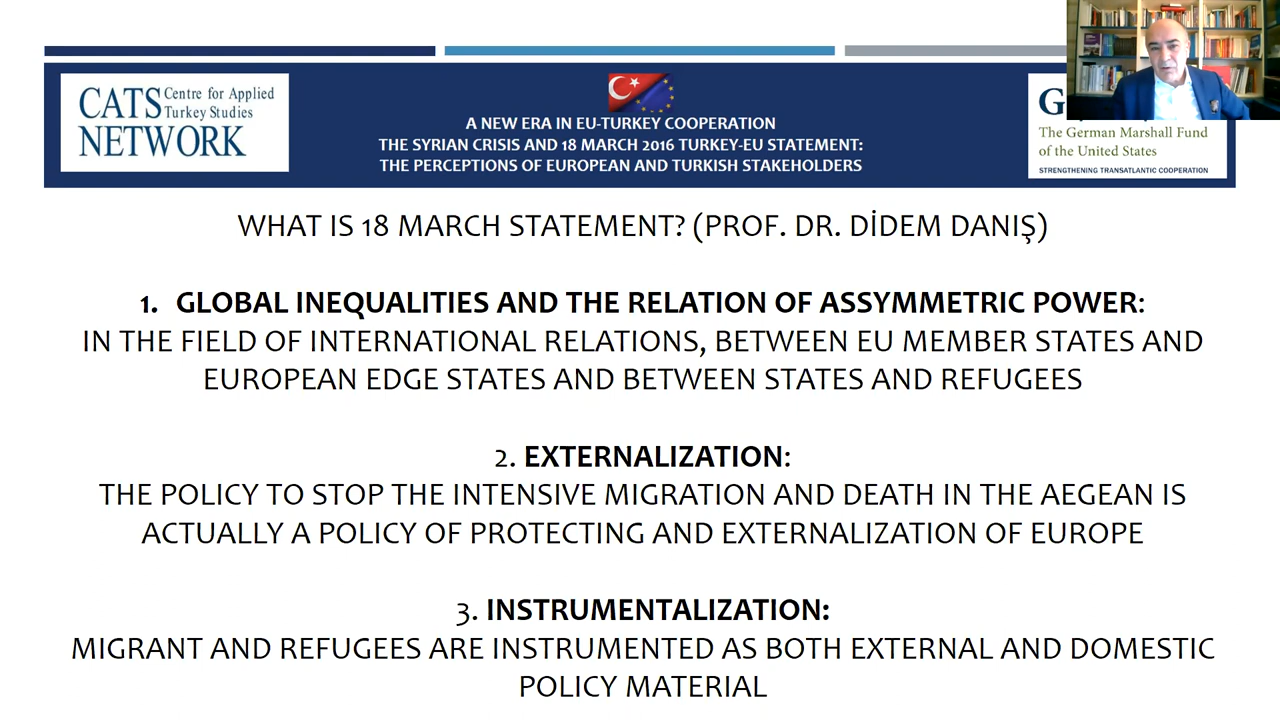 CATS Centre for Applied
Turkey Studies
NETWORK
A NEW ERA IN EU-TURKEY COOPERATION
THE SYRIAN CRISIS AND 18 MARCH 2016 TURKEY-EU STATEMENT:
THE PERCEPTIONS OF EUROPEAN AND TURKISH STAKEHOLDERS
G
The German Marshall Fund
of the United States
STRENGTHENING TRANSATLANTIC COOPERATION
WHAT IS 18 MARCH STATEMENT? (PROF. DR. DİDEM DANIŞ)
1. GLOBAL INEQUALITIES AND THE RELATION OF ASSYMMETRIC POWER:
IN THE FIELD OF INTERNATIONAL RELATIONS, BETWEEN EU MEMBER STATES AND
EUROPEAN EDGE STATES AND BETWEEN STATES AND REFUGEES
2. EXTERNALIZATION:
THE POLICY TO STOP THE INTENSIVE MIGRATION AND DEATH IN THE AEGEAN IS
ACTUALLY A POLICY OF PROTECTING AND EXTERNALIZATION OF EUROPE
3. INSTRUMENTALIZATION:
MIGRANT AND REFUGEES ARE INSTRUMENTED AS BOTH EXTERNAL AND DOMESTIC
POLICY MATERIAL